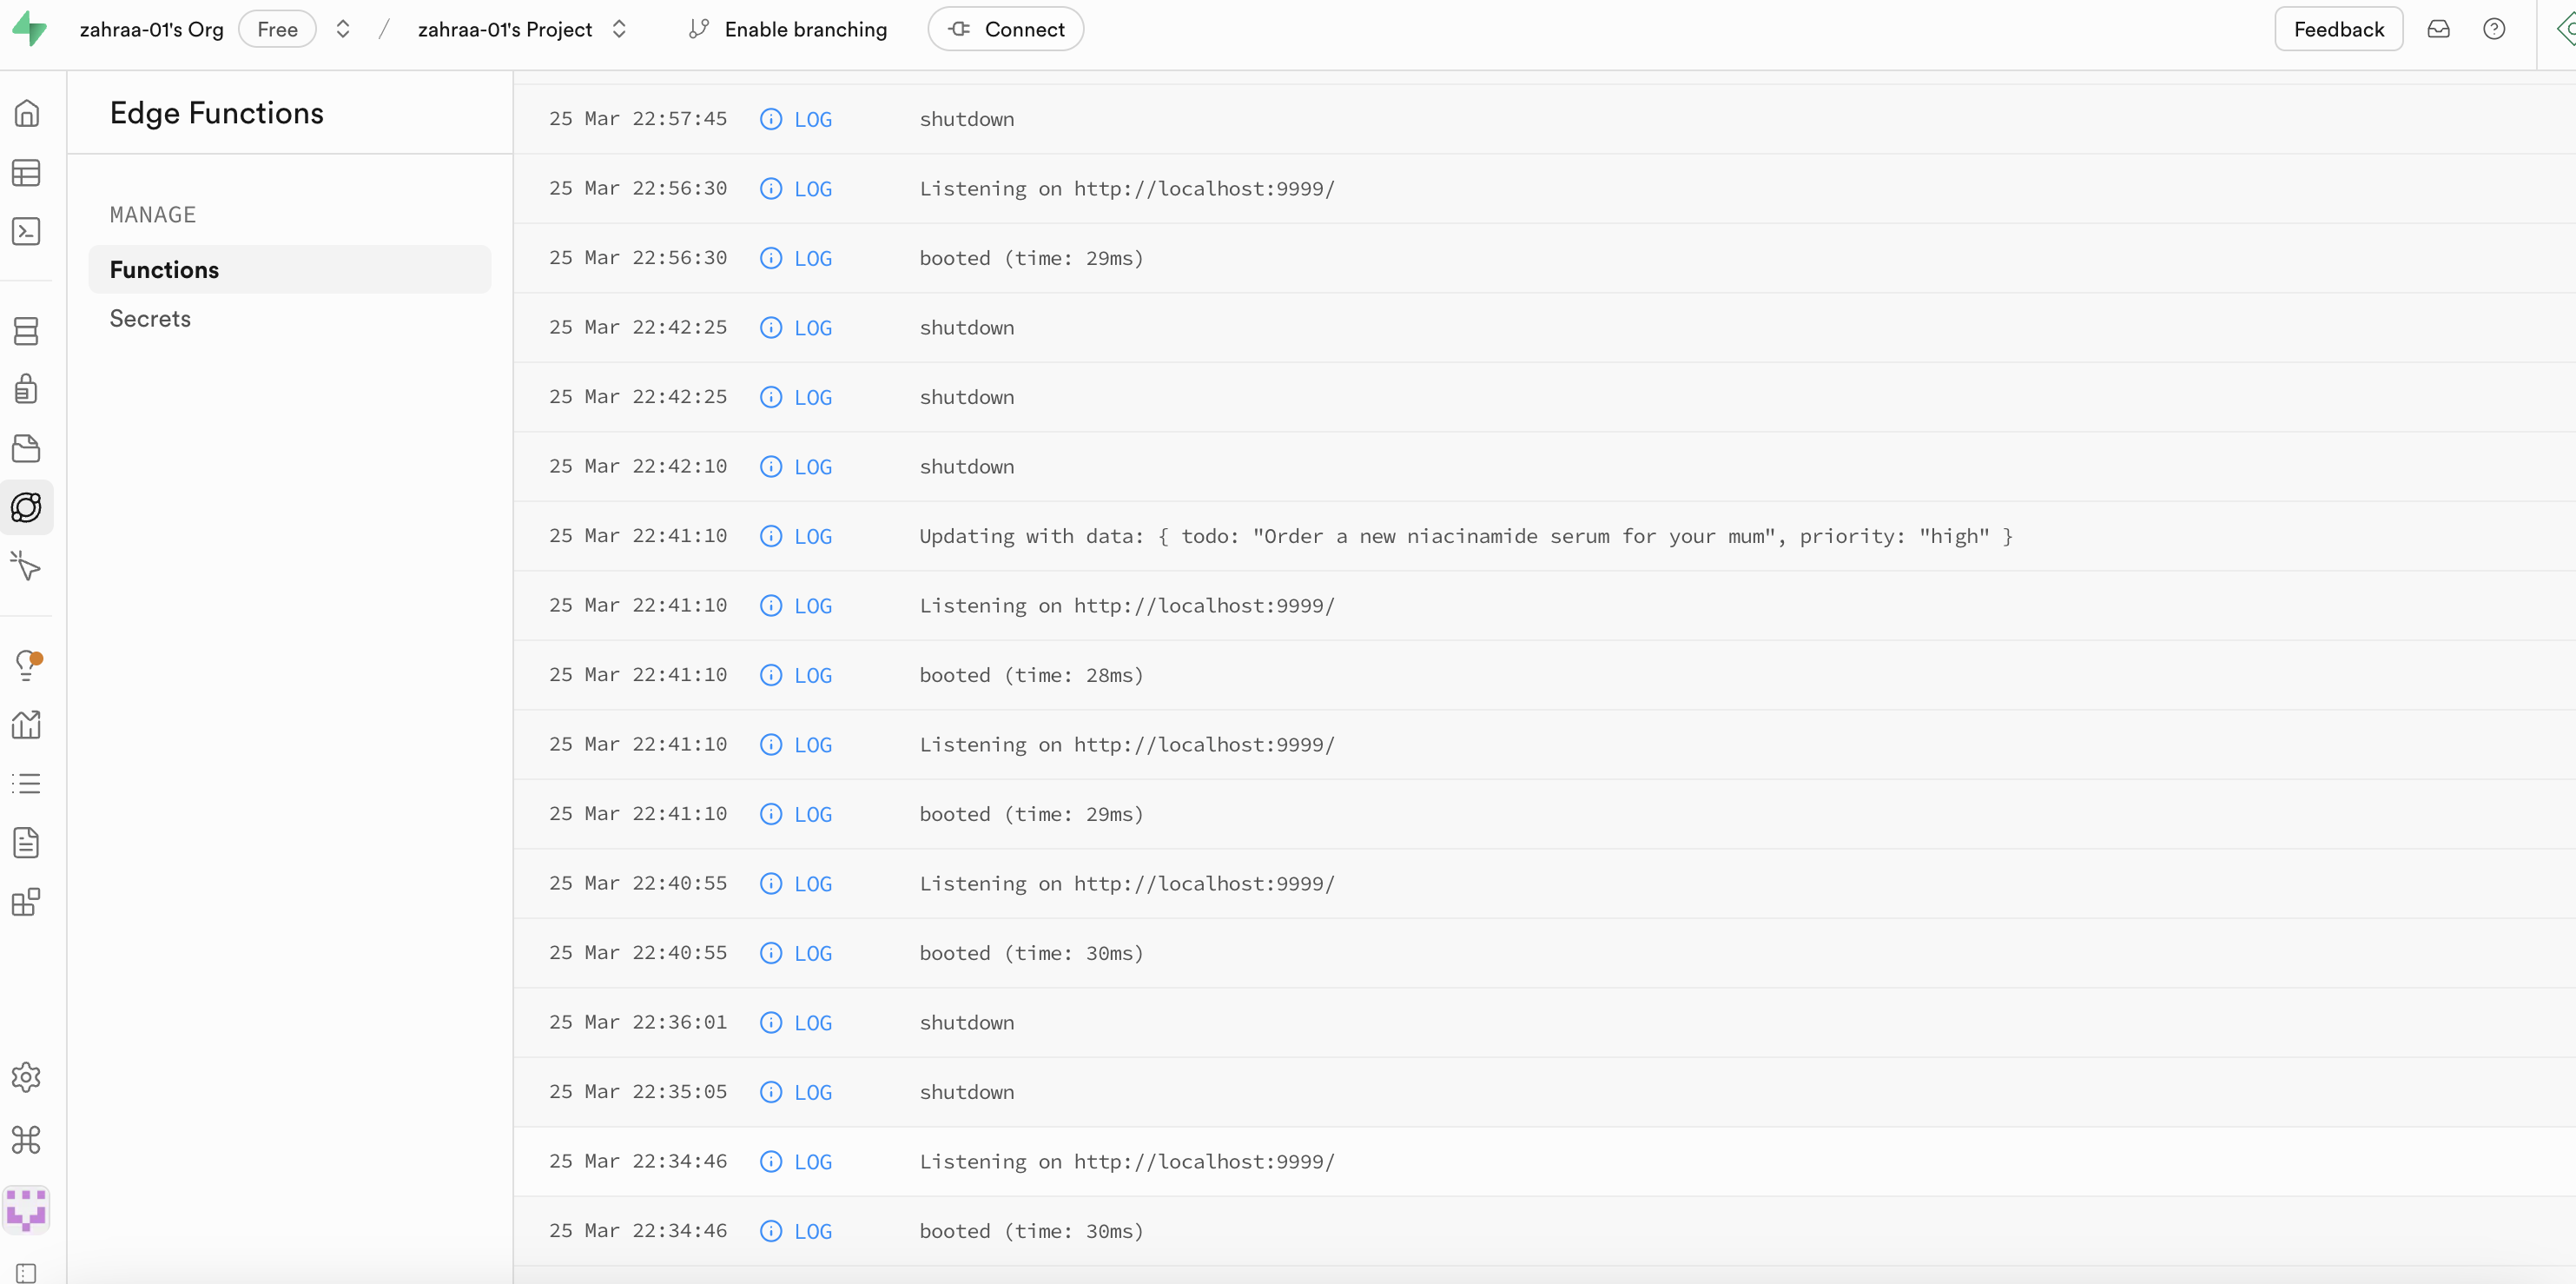 zahraa-01's Org Free / zahraa-01's Project Enable branching Connect Feedback
Edge Functions
MANAGE
Functions
Secrets
25 Mar 22:57:45 LOG shutdown
25 Mar 22:56:30 LOG Listening on http://localhost:9999/
25 Mar 22:56:30 LOG booted (time: 29ms)
25 Mar 22:42:25 LOG shutdown
25 Mar 22:42:25 LOG shutdown
25 Mar 22:42:10 LOG shutdown
25 Mar 22:41:10 LOG Updating with data: { todo: "Order a new niacinamide serum for your mum", priority: "high" }
25 Mar 22:41:10 LOG Listening on http://localhost:9999/
25 Mar 22:41:10 LOG booted (time: 28ms)
25 Mar 22:41:10 LOG Listening on http://localhost:9999/
25 Mar 22:41:10 LOG booted (time: 29ms)
25 Mar 22:40:55 LOG Listening on http://localhost:9999/
25 Mar 22:40:55 LOG booted (time: 30ms)
25 Mar 22:36:01 LOG shutdown
25 Mar 22:35:05 LOG shutdown
25 Mar 22:34:46 LOG Listening on http://localhost:9999/
25 Mar 22:34:46 LOG booted (time: 30ms)